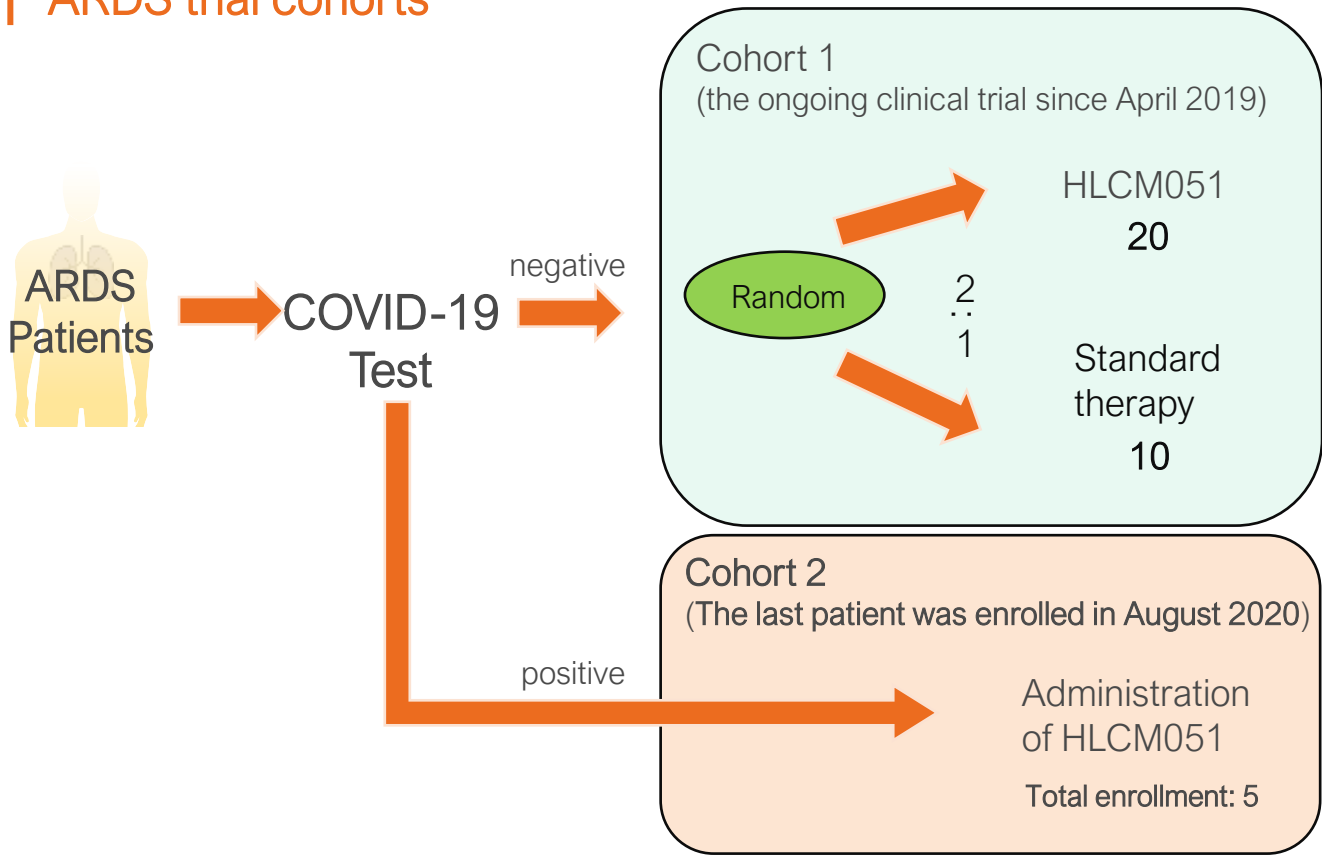 ARDS trial cohorts
Cohort 1
(the ongoing clinical trial since April 2019)
HLCM051
20
ARDS
Patients
COVID-19
Test
negative
Random
2
:
1
Standard
therapy
10
Cohort 2
(The last patient was enrolled in August 2020)
positive
Administration
of HLCM051
Total enrollment: 5